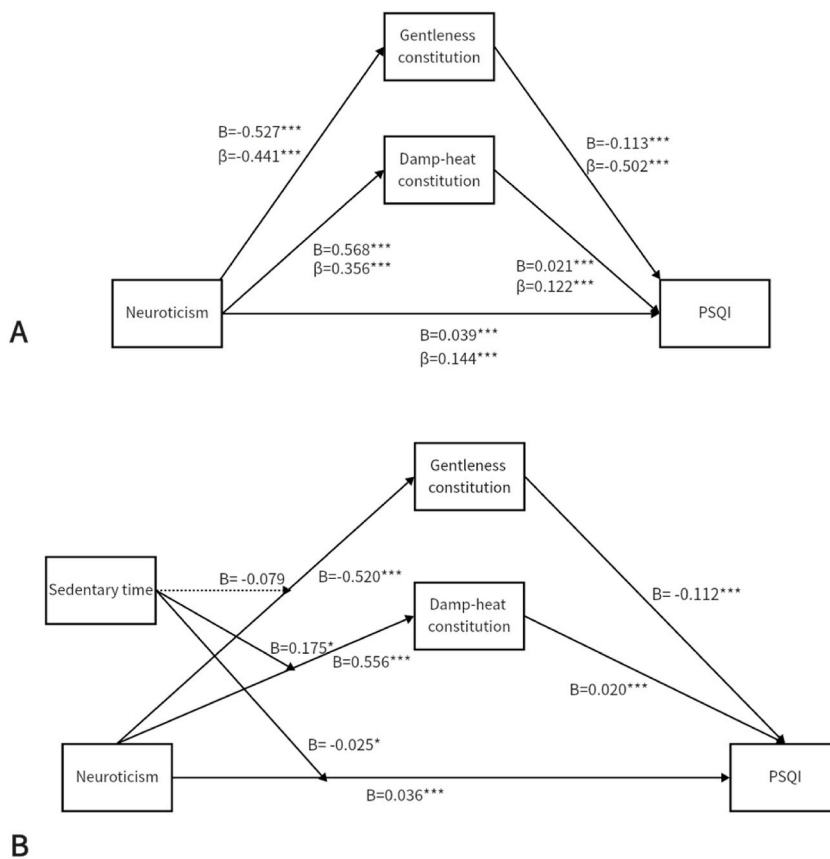 Gentleness
constitution
B=-0.527***
β=-0.441***
B=-0.113***
β=-0.502***
Damp-heat
constitution
B=0.568***
β=0.356***
B=0.021***
β=0.122***
Neuroticism
PSQI
A
B=0.039***
β=0.144***
Gentleness
constitution
Sedentary time
B= -0.079
B=-0.520***
B= -0.112***
Damp-heat
constitution
B=0.175*
B=0.556***
B=0.020***
B= -0.025*
Neuroticism
PSQI
B=0.036***
B